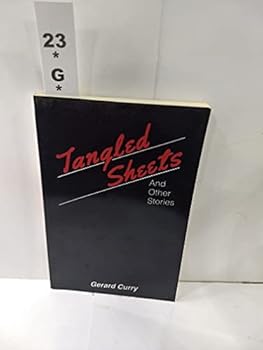 23
* G *
Tangled
Sheets
And
Other
Stories
Gerard Curry